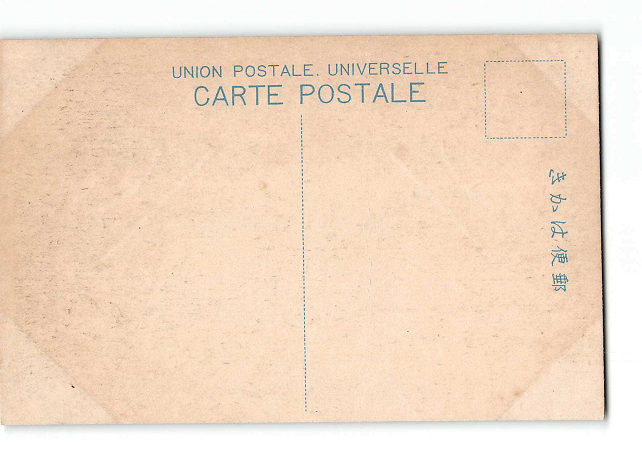 UNION POSTALE. UNIVERSELLE
CARTE POSTALE
きかは便郵